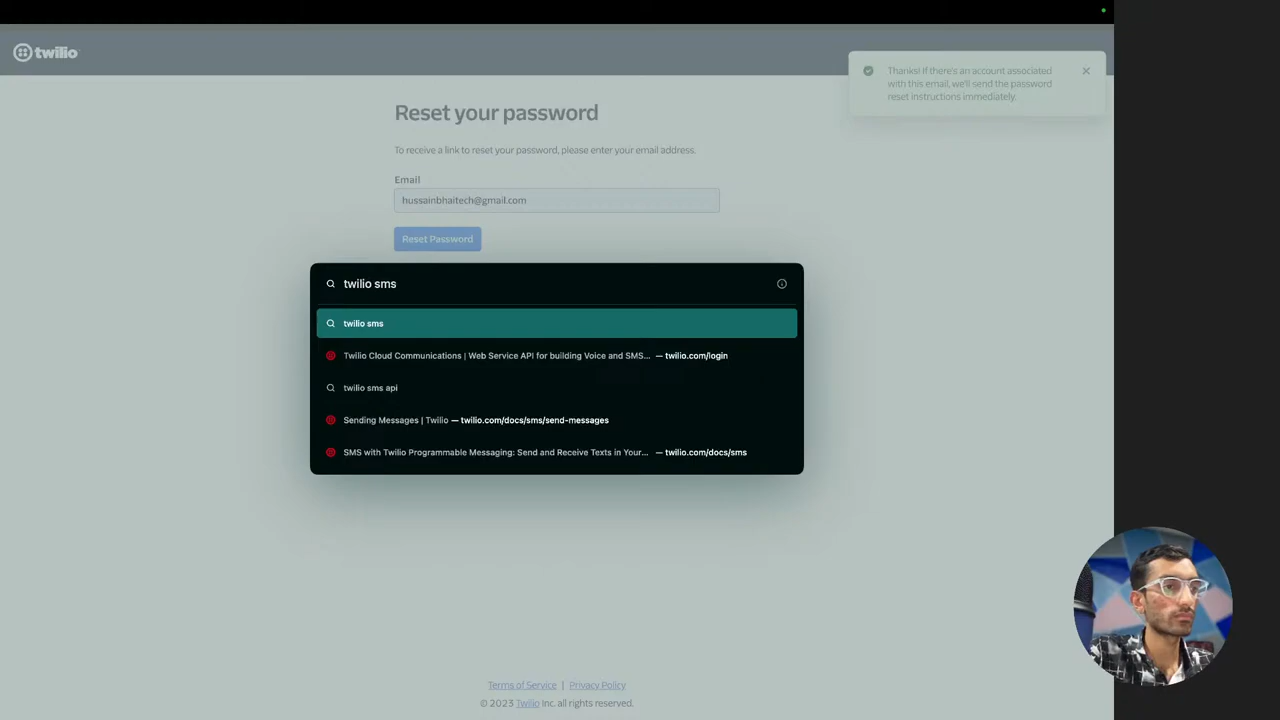 twilio
Thanks! If there's an account associated
with this email, we'll send the password
reset instructions immediately.
Reset your password
To receive a link to reset your password, please enter your email address.
Email
hussainbhaitech@gmail.com
Reset Password
twilio sms
twilio sms
Twilio Cloud Communications | Web Service API for building Voice and SMS... — twilio.com/login
twilio sms api
Sending Messages | Twilio — twilio.com/docs/sms/send-messages
SMS with Twilio Programmable Messaging: Send and Receive Texts in Your... — twilio.com/docs/sms
Terms of Service | Privacy Policy
© 2023 Twilio Inc. all rights reserved.